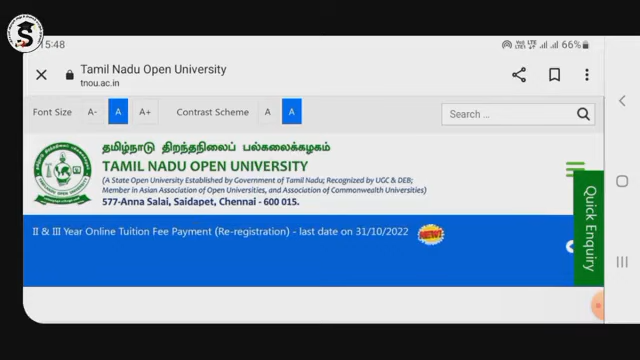 S
15:48
66%
Tamil Nadu Open University
tnou.ac.in
Font Size A- A A+ Contrast Scheme A A
Search ...
தமிழ்நாடு திறந்தநிலைப் பல்கலைக்கழகம்
TAMIL NADU OPEN UNIVERSITY
(A State Open University Established by Government of Tamil Nadu; Recognized by UGC & DEB;
Member in Asian Association of Open Universities, and Association of Commonwealth Universities)
577-Anna Salai, Saidapet, Chennai - 600 015.
II & III Year Online Tuition Fee Payment (Re-registration) - last date on 31/10/2022
Quick Enquiry